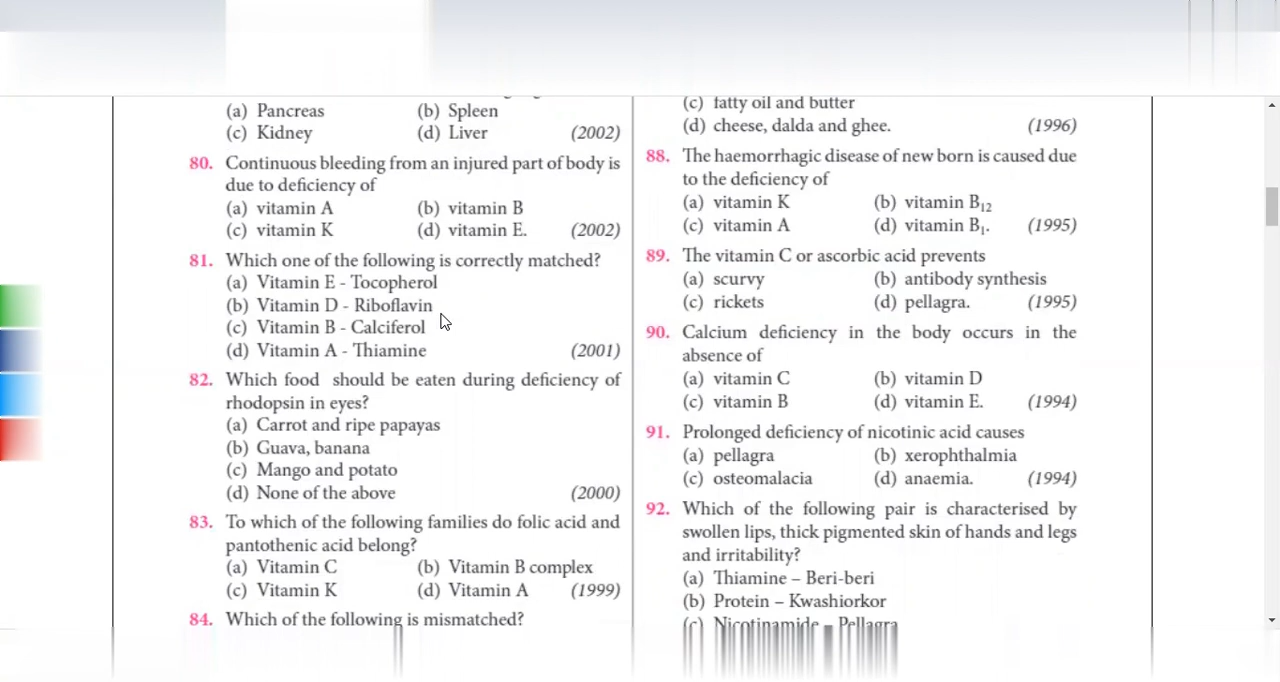 (a) Pancreas (b) Spleen
(c) Kidney (d) Liver (2002)
80. Continuous bleeding from an injured part of body is
due to deficiency of
(a) vitamin A (b) vitamin B
(c) vitamin K (d) vitamin E. (2002)
81. Which one of the following is correctly matched?
(a) Vitamin E - Tocopherol
(b) Vitamin D - Riboflavin
(c) Vitamin B - Calciferol
(d) Vitamin A - Thiamine (2001)
82. Which food should be eaten during deficiency of
rhodopsin in eyes?
(a) Carrot and ripe papayas
(b) Guava, banana
(c) Mango and potato
(d) None of the above (2000)
83. To which of the following families do folic acid and
pantothenic acid belong?
(a) Vitamin C (b) Vitamin B complex
(c) Vitamin K (d) Vitamin A (1999)
84. Which of the following is mismatched?
(c) fatty oil and butter
(d) cheese, dalda and ghee. (1996)
88. The haemorrhagic disease of new born is caused due
to the deficiency of
(a) vitamin K (b) vitamin B₁₂
(c) vitamin A (d) vitamin B₁. (1995)
89. The vitamin C or ascorbic acid prevents
(a) scurvy (b) antibody synthesis
(c) rickets (d) pellagra. (1995)
90. Calcium deficiency in the body occurs in the
absence of
(a) vitamin C (b) vitamin D
(c) vitamin B (d) vitamin E. (1994)
91. Prolonged deficiency of nicotinic acid causes
(a) pellagra (b) xerophthalmia
(c) osteomalacia (d) anaemia. (1994)
92. Which of the following pair is characterised by
swollen lips, thick pigmented skin of hands and legs
and irritability?
(a) Thiamine – Beri-beri
(b) Protein – Kwashiorkor
(c) Nicotinamide – Pellagra